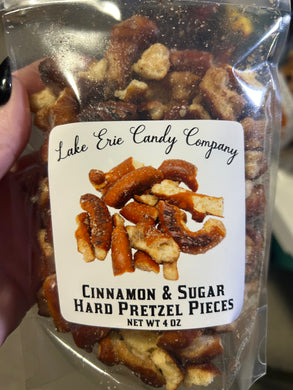 Lake Erie Candy Company
CINNAMON & SUGAR
HARD PRETZEL PIECES
NET WT 4 OZ